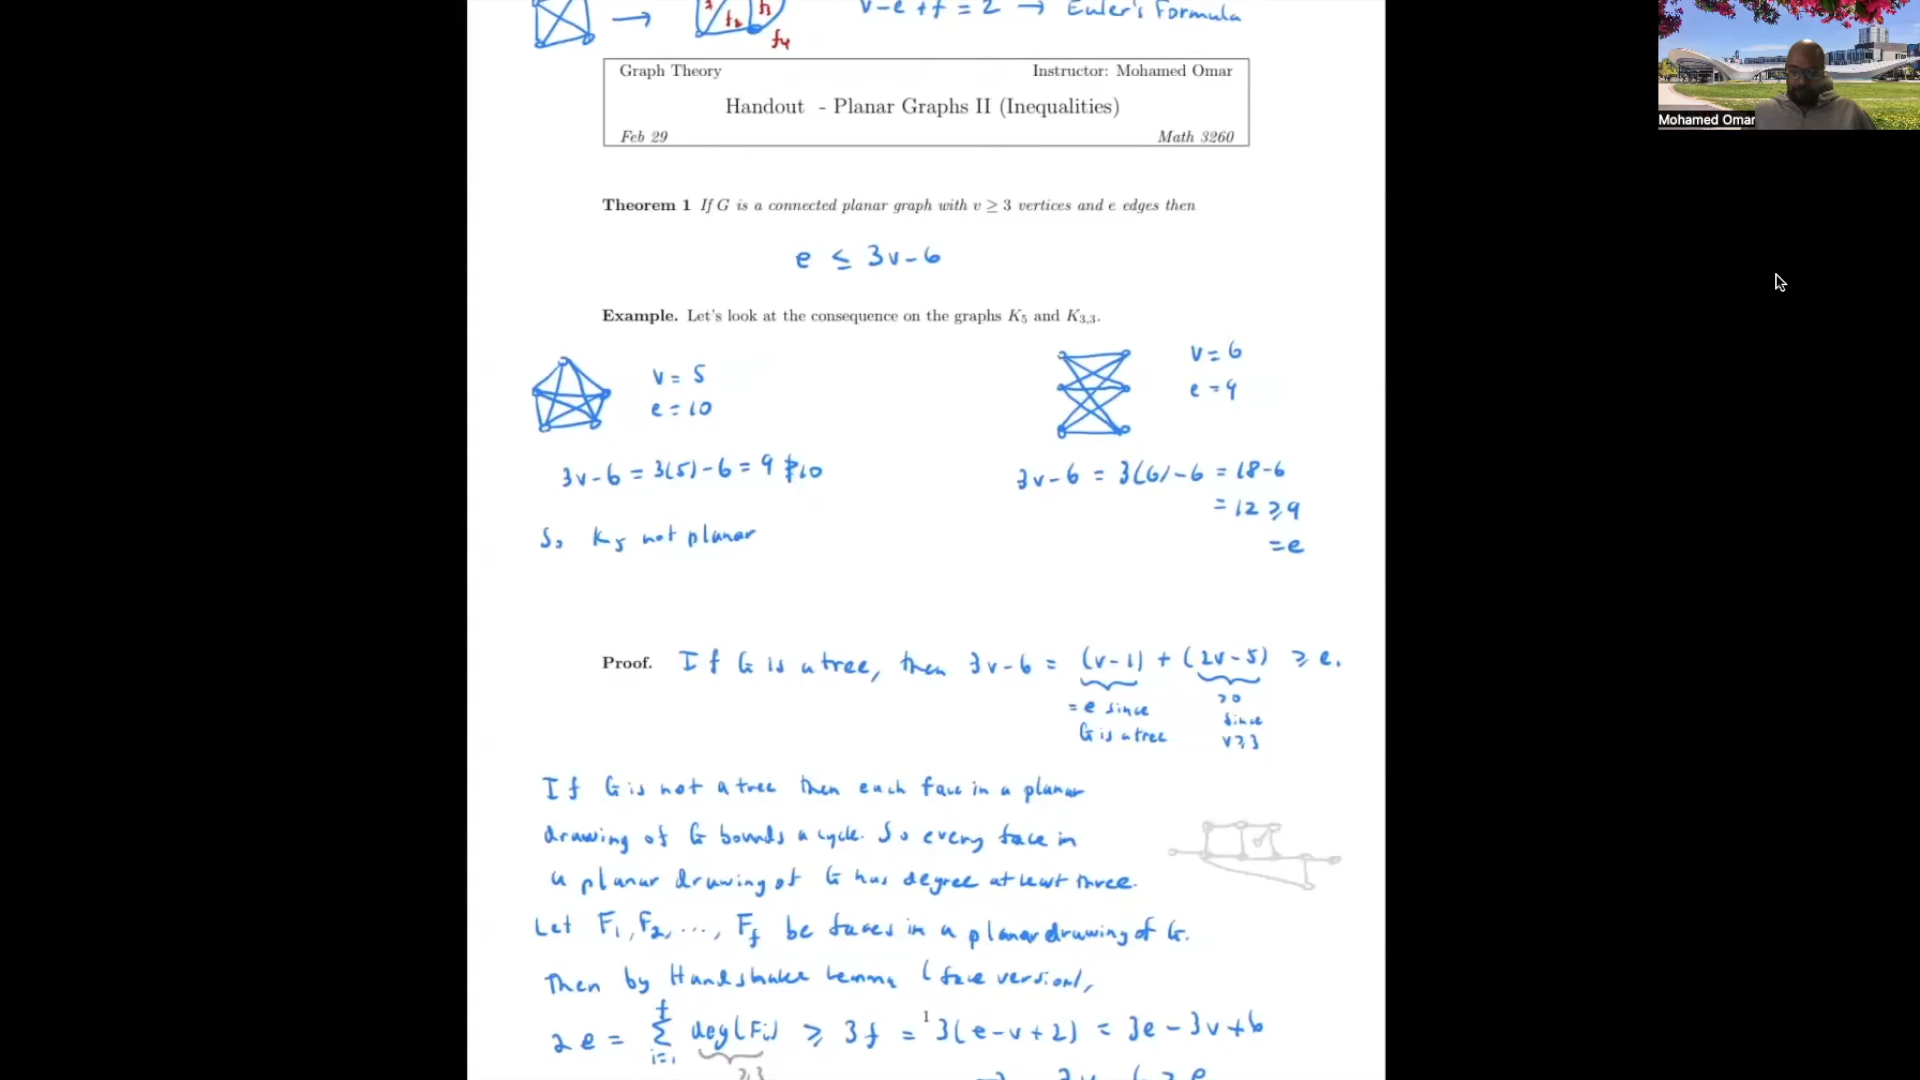 v-e+f = 2 → Euler's Formula
f2
f4
Graph Theory Instructor: Mohamed Omar
Handout - Planar Graphs II (Inequalities)
Feb 29 Math 3260
Theorem 1 If G is a connected planar graph with v ≥ 3 vertices and e edges then
e ≤ 3v-6
Example. Let's look at the consequence on the graphs K5 and K3,3.
v = 5
e = 10
v = 6
e = 9
3v-6 = 3(5)-6 = 9 ≱ 10
So K5 not planar
3v-6 = 3(6)-6 = 18-6
= 12 ≥ 9
= e
Proof. If G is a tree, then 3v-6 = (v-1) + (2v-5) ≥ e.
= e since
G is a tree
>0
since
v≥3
If G is not a tree then each face in a planar
drawing of G bounds a cycle. So every face in
a planar drawing of G has degree at least three.
Let F1, F2, ..., Ff be faces in a planar drawing of G.
Then by Handshake Lemma (face version),
2e = f∑i=1 deg(Fi) ≥ 3f = 3(e-v+2) = 3e-3v+6
≥3
1
⇒ 3v-6 ≥ e
Mohamed Omar